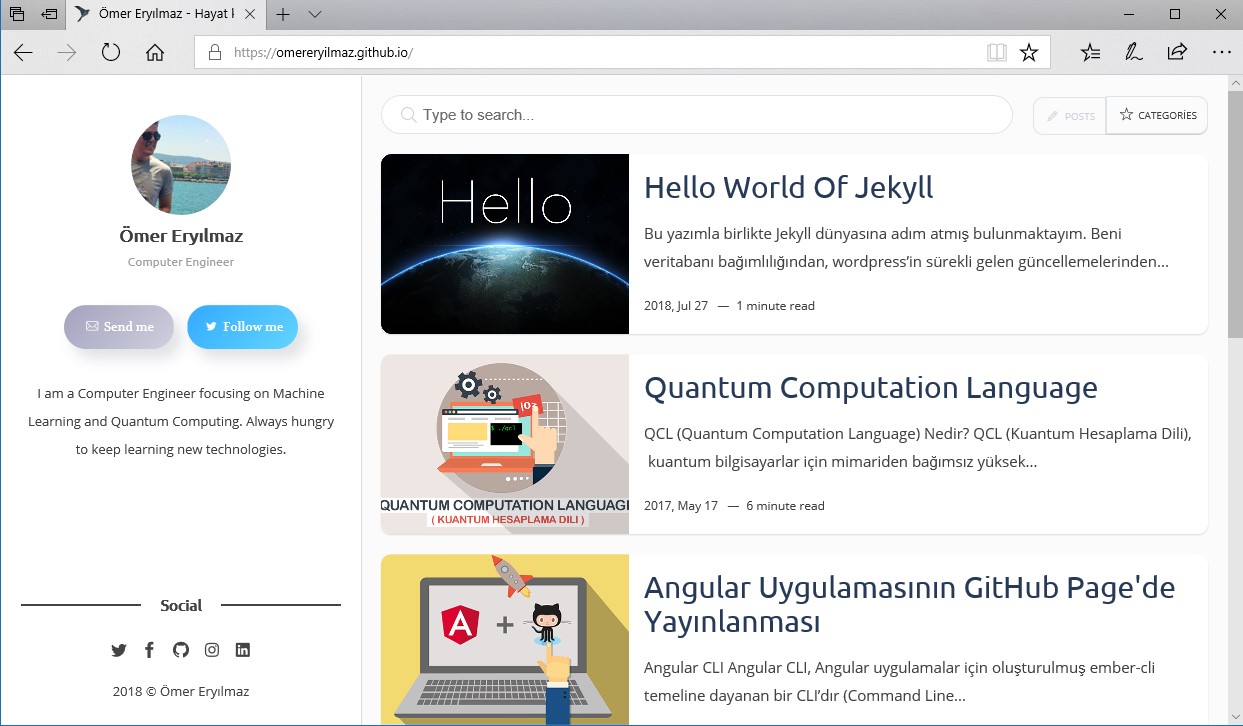 Ömer Eryılmaz - Hayat k
https://omereryilmaz.github.io/
Ömer Eryılmaz
Computer Engineer
Send me
Follow me
I am a Computer Engineer focusing on Machine
Learning and Quantum Computing. Always hungry
to keep learning new technologies.
Social
2018 © Ömer Eryılmaz
Type to search...
POSTS
CATEGORİES
Hello
Hello World Of Jekyll
Bu yazımla birlikte Jekyll dünyasına adım atmış bulunmaktayım. Beni
veritabanı bağımlılığından, wordpress’in sürekli gelen güncellemelerinden...
2018, Jul 27 — 1 minute read
joz
$ ./qcl
QUANTUM COMPUTATION LANGUAGE
( KUANTUM HESAPLAMA DILI )
Quantum Computation Language
QCL (Quantum Computation Language) Nedir? QCL (Kuantum Hesaplama Dili),
kuantum bilgisayarlar için mimariden bağımsız yüksek...
2017, May 17 — 6 minute read
A +
Angular Uygulamasının GitHub Page'de
Yayınlanması
Angular CLI Angular CLI, Angular uygulamalar için oluşturulmuş ember-cli
temeline dayanan bir CLI’dır (Command Line...